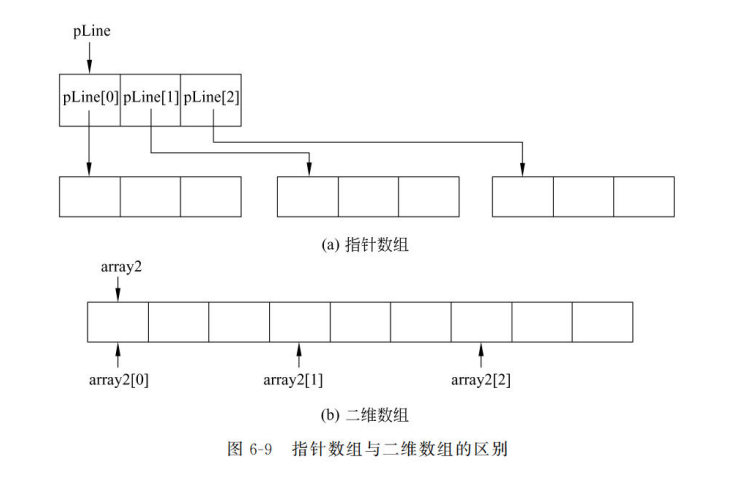 pLine
pLine[0] pLine[1] pLine[2]
(a) 指针数组
array2
array2[0] array2[1] array2[2]
(b) 二维数组
图 6-9 指针数组与二维数组的区别